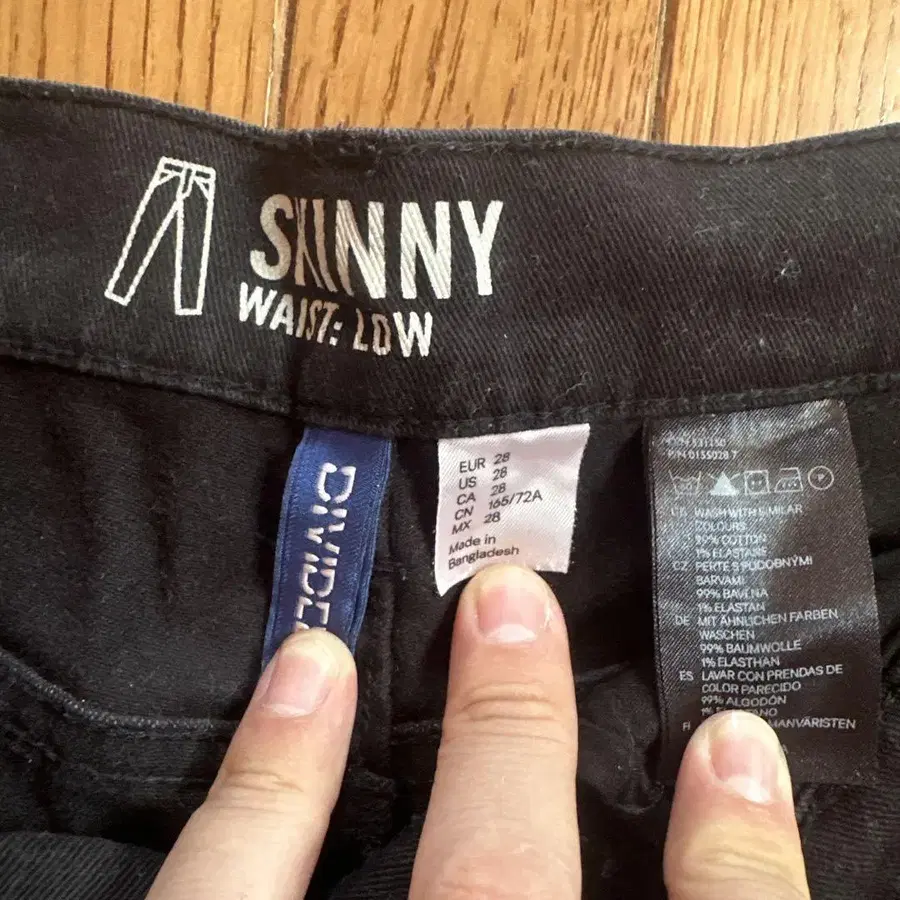 SKINNY
WAIST: LOW
DIVIDED
EUR 28
US 28
CA 28
CN 165/72A
MX 28
Made in
Bangladesh
P/N 0155028 7
WASH WITH SIMILAR
COLOURS
99% COTTON
1% ELASTANE
CZ PERTE S PODOBNÝMI
BARVAMI
99% BAVLNA
1% ELASTAN
DE MIT ÄHNLICHEN FARBEN
WASCHEN
99% BAUMWOLLE
1% ELASTHAN
ES LAVAR CON PRENDAS DE
COLOR PARECIDO
99% ALGODÓN
FI